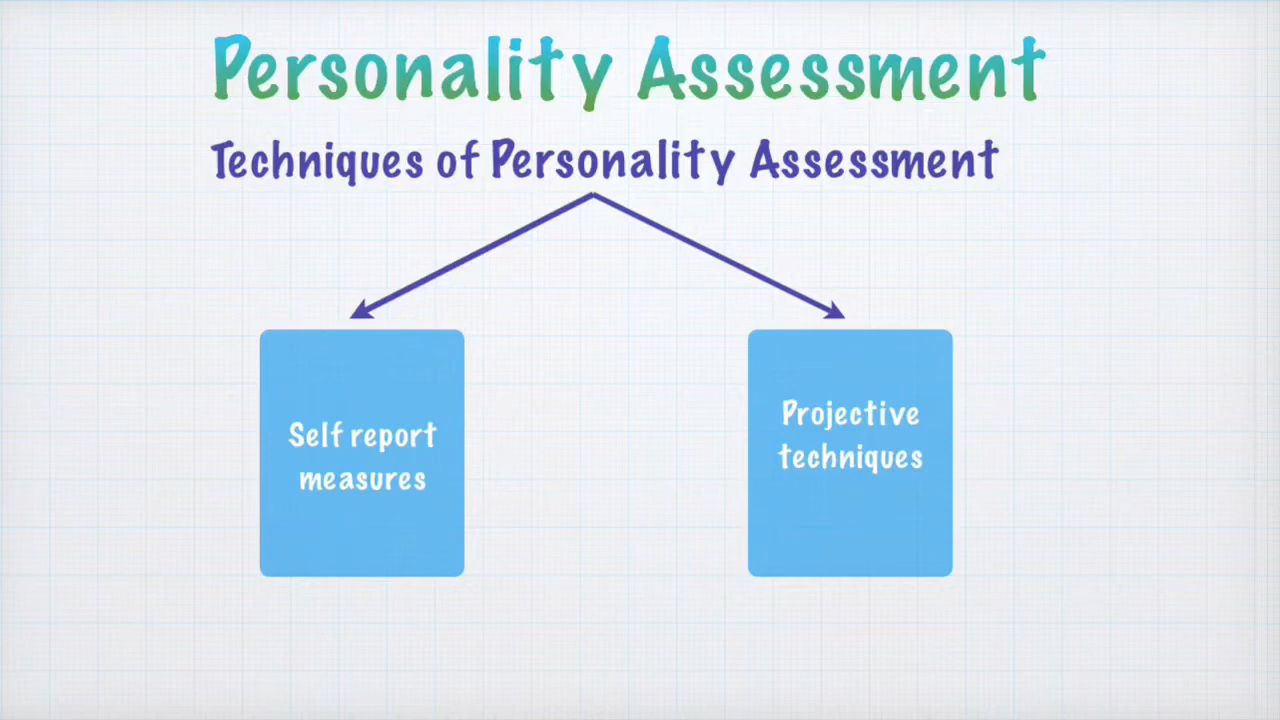 Personality Assessment
Techniques of Personality Assessment
Self report
measures
Projective
techniques